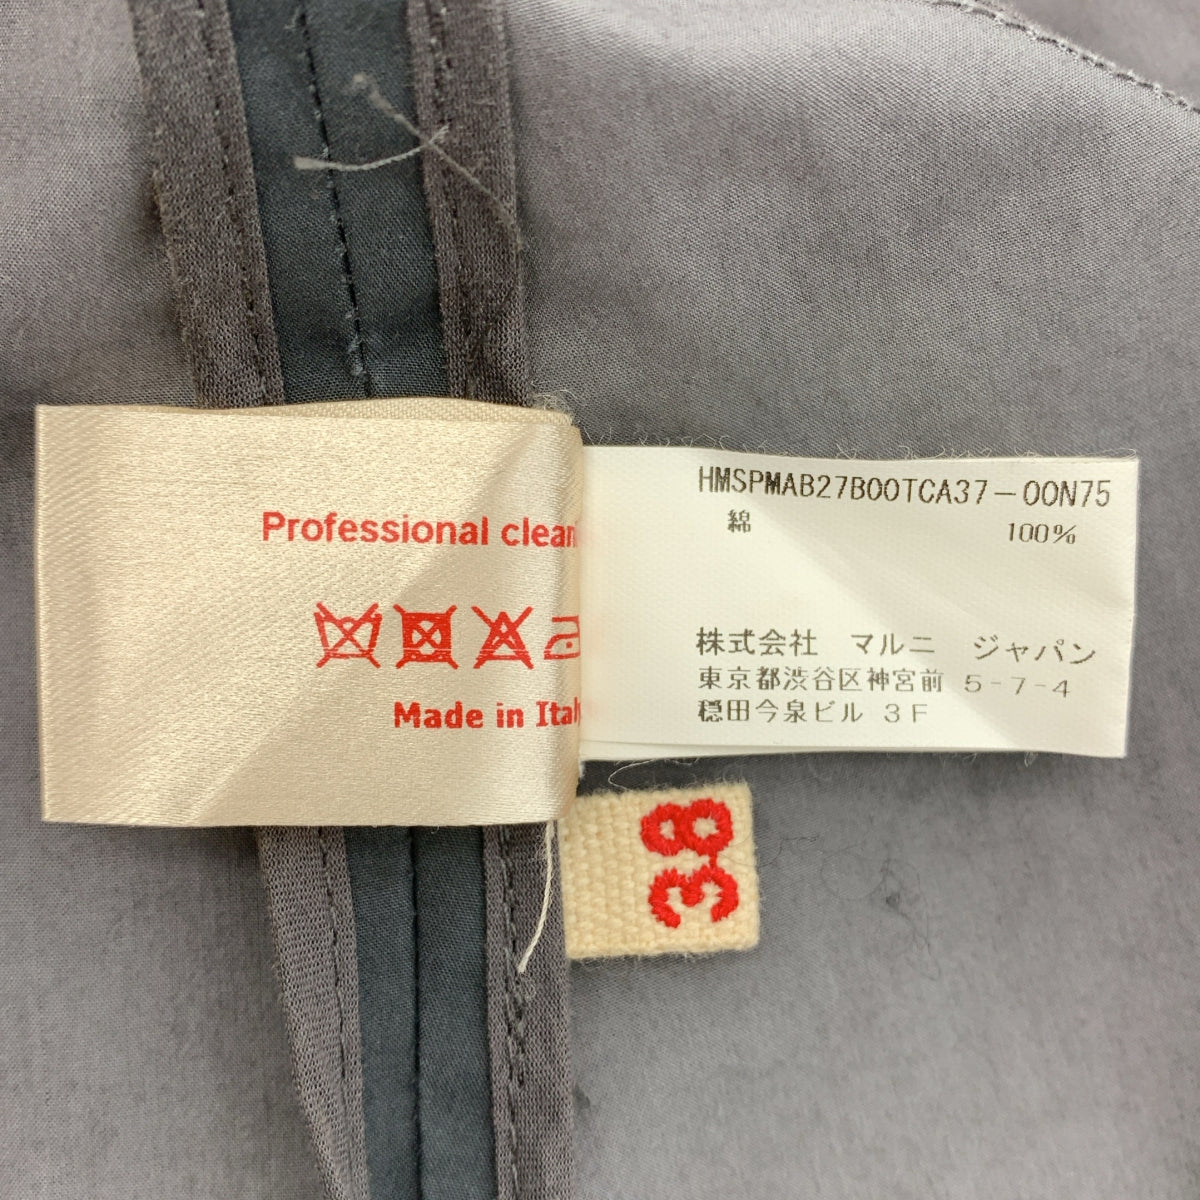 Professional clean
Made in Italy
HMSPMAB27B00TCA37-00N75
綿 100%
株式会社 マルニ ジャパン
東京都渋谷区神宮前 5-7-4
穏田今泉ビル 3F
38